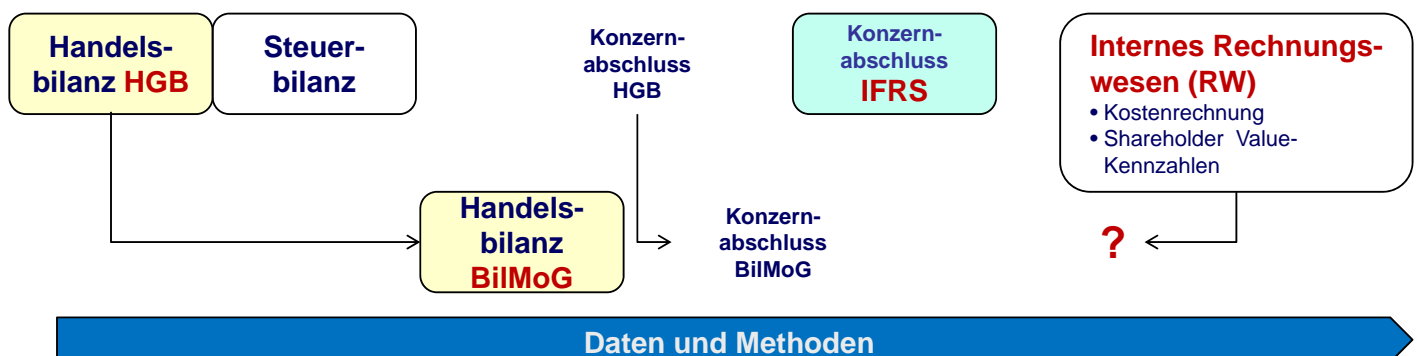 Handels-
bilanz HGB
Steuer-
bilanz
Konzern-
abschluss
HGB
Konzern-
abschluss
IFRS
Internes Rechnungs-
wesen (RW)
• Kostenrechnung
• Shareholder Value-
Kennzahlen
Handels-
bilanz
BilMoG
Konzern-
abschluss
BilMoG
?
Daten und Methoden